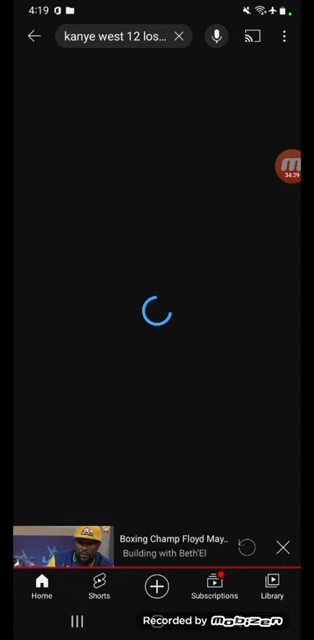 4:19
kanye west 12 los...
34:29
Boxing Champ Floyd May..
Building with Beth'El
Home
Shorts
Subscriptions
Library
Recorded by mobizen